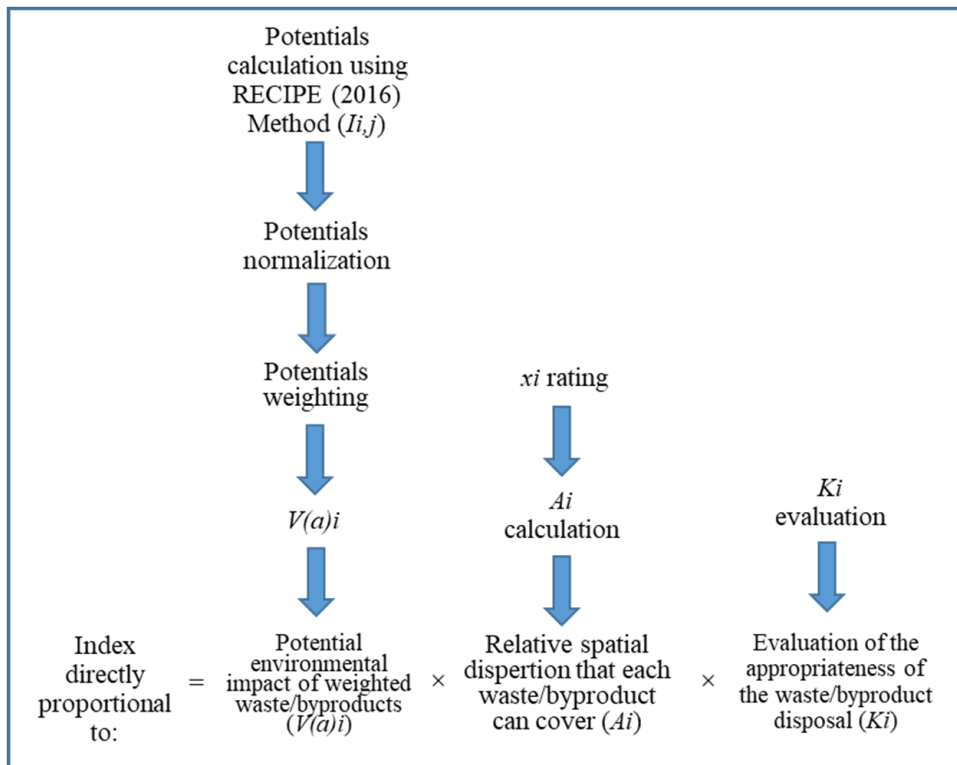 Potentials
calculation using
RECIPE (2016)
Method (Ii,j)
Potentials
normalization
Potentials
weighting
V(a)i
xi rating
Ai
calculation
Ki
evaluation
Index
directly
proportional
to:
=
Potential
environmental
impact of weighted
waste/byproducts
(V(a)i)
×
Relative spatial
dispertion that each
waste/byproduct
can cover (Ai)
×
Evaluation of the
appropriateness of
the waste/byproduct
disposal (Ki)